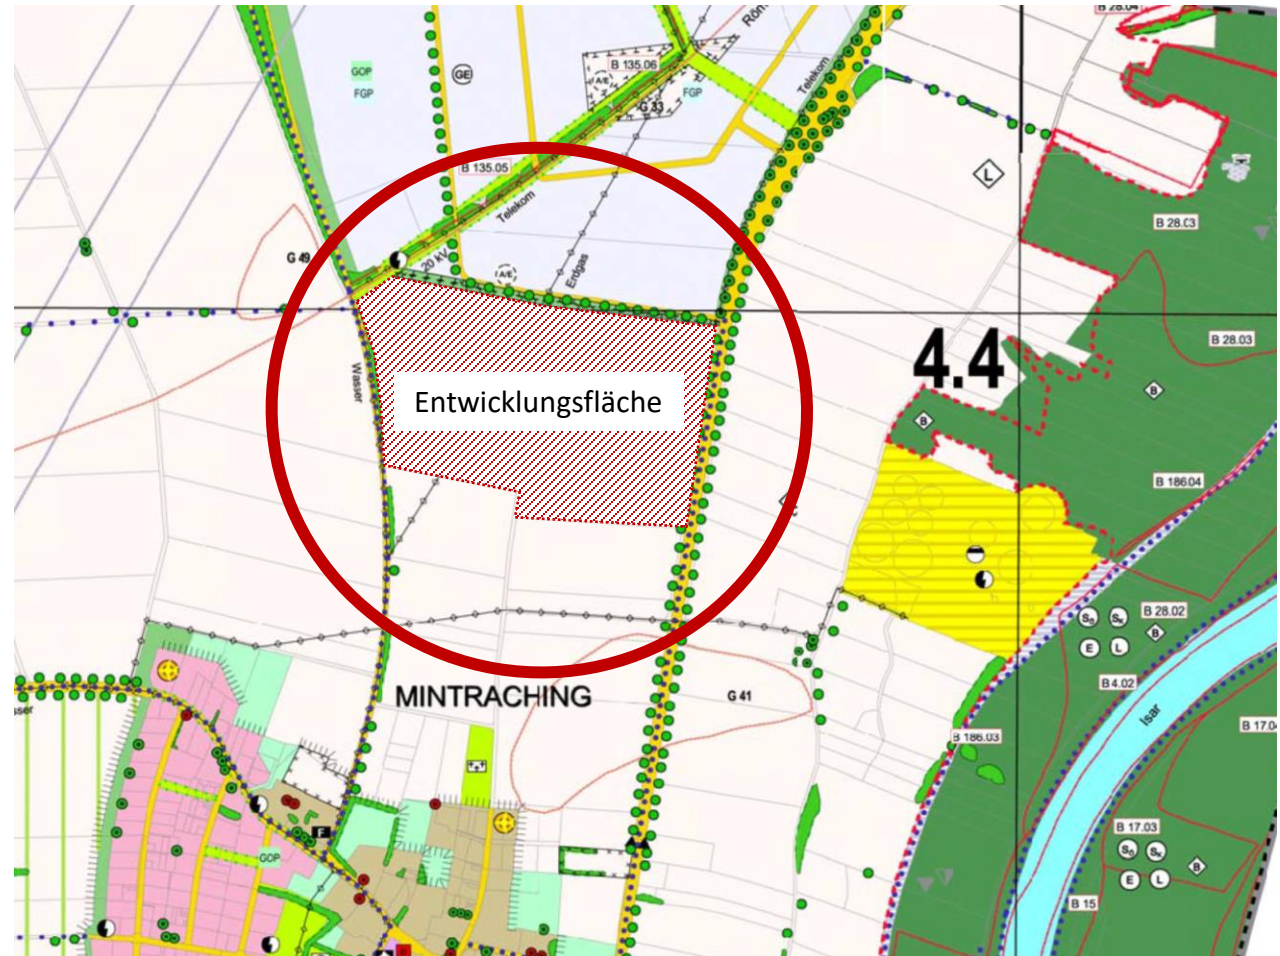 B 28.04
GOP
FGP
GE
A/E
B 135.06
FGP
G 33
Telekom
L
B 135.05
Telekom
B 28.03
G 49
20 kV
A/E
Erdgas
B 28.03
Wasser
4.4
Entwicklungsfläche
B
B
B 186.04
B 28.02
E
L
B
MINTRACHING
G 41
B 4.02
Isar
B 186.03
B 17.04
F
GOP
B 17.03
E
L
B
B 15